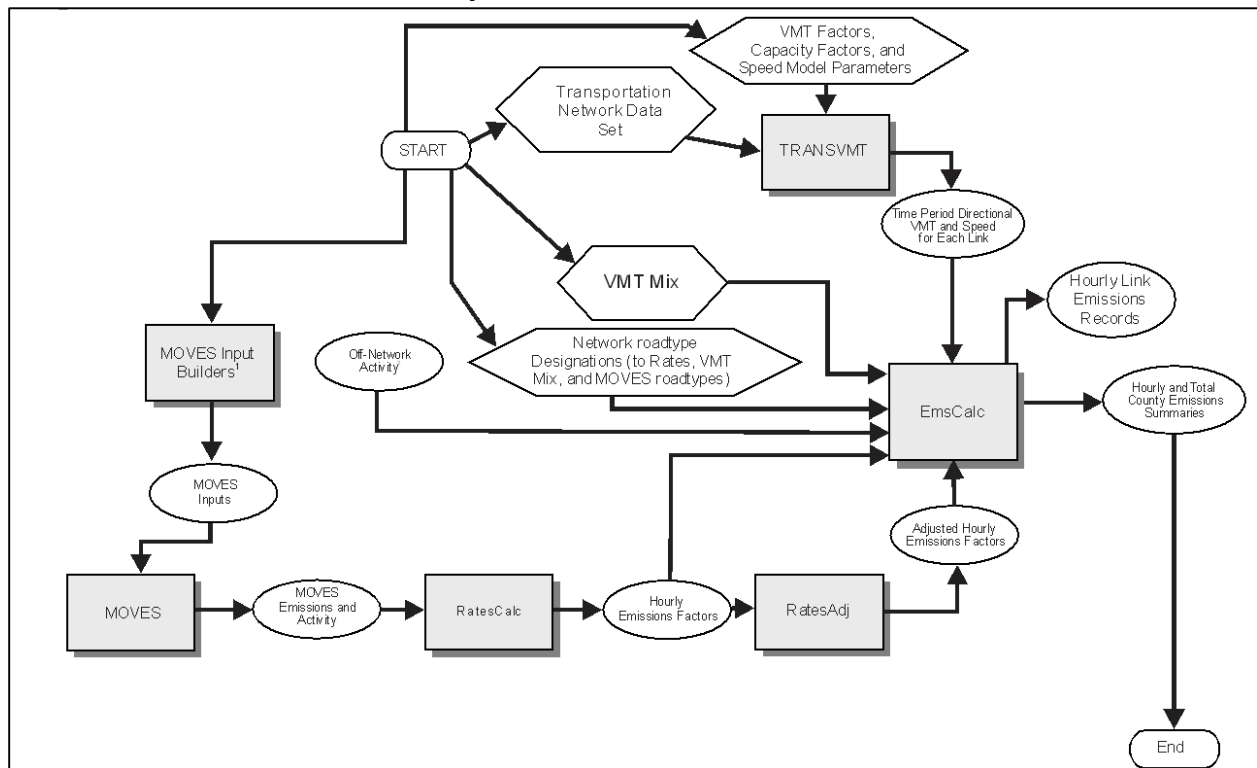 VMT Factors,
Capacity Factors, and
Speed Model Parameters
Transportation
Network Data
Set
START
TRANSVMT
Time Period Directional
VMT and Speed
for Each Link
VMT Mix
Hourly Link
Emissions
Records
MOVES Input
Builders¹
Off-Network
Activity
Network roadtype
Designations (to Rates, VMT
Mix, and MOVES roadtypes)
EmsCalc
Hourly and Total
County Emissions
Summaries
MOVES
Inputs
Adjusted Hourly
Emissions Factors
MOVES
MOVES
Emissions and
Activity
RatesCalc
Hourly
Emissions Factors
RatesAdj
End